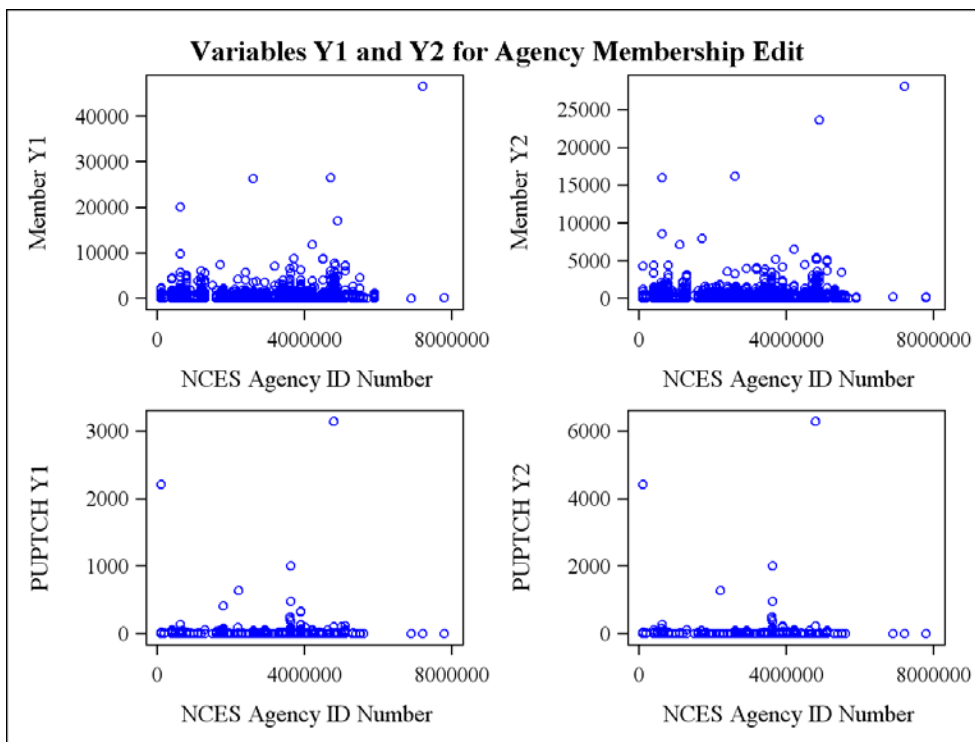 Variables Y1 and Y2 for Agency Membership Edit
Member Y1
40000
30000
20000
10000
0
0 4000000 8000000
NCES Agency ID Number
Member Y2
25000
20000
15000
10000
5000
0
0 4000000 8000000
NCES Agency ID Number
PUPTCH Y1
3000
2000
1000
0
0 4000000 8000000
NCES Agency ID Number
PUPTCH Y2
6000
4000
2000
0
0 4000000 8000000
NCES Agency ID Number